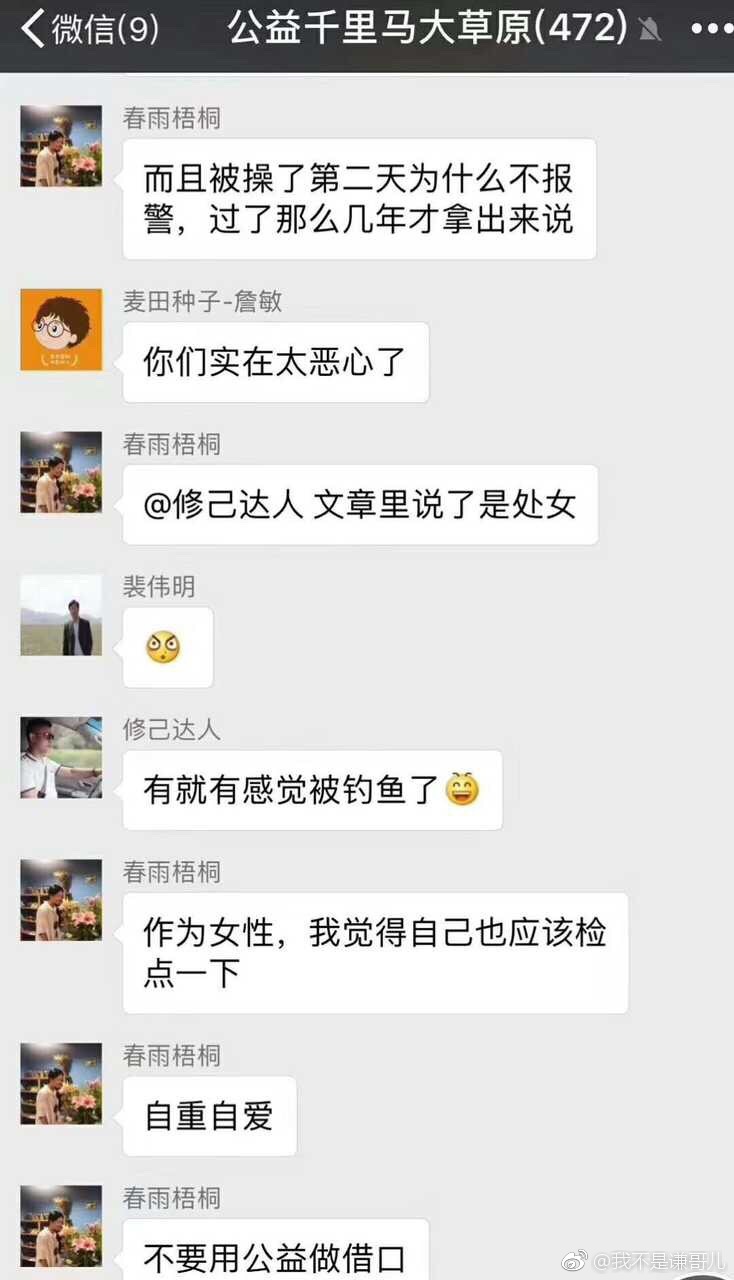 微信(9)
公益千里马大草原(472)
春雨梧桐
而且被操了第二天为什么不报
警，过了那么几年才拿出来说
麦田种子-詹敏
你们实在太恶心了
春雨梧桐
@修己达人 文章里说了是处女
裴伟明
修己达人
有就有感觉被钓鱼了
春雨梧桐
作为女性，我觉得自己也应该检
点一下
春雨梧桐
自重自爱
春雨梧桐
不要用公益做借口
@我不是谦哥儿